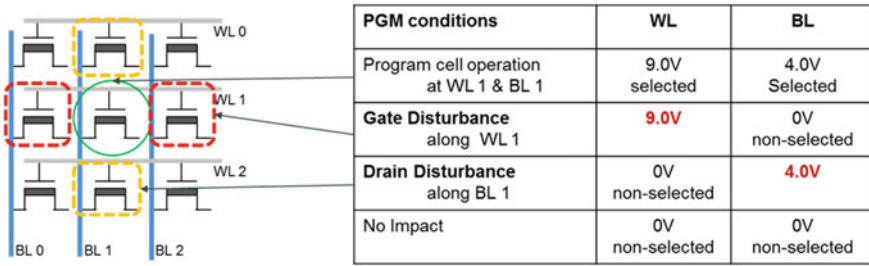 WL 0
WL 1
WL 2
BL 0 BL 1 BL 2
PGM conditions WL BL
Program cell operation 9.0V 4.0V
at WL 1 & BL 1 selected Selected
Gate Disturbance 9.0V 0V
along WL 1 non-selected
Drain Disturbance 0V 4.0V
along BL 1 non-selected
No Impact 0V 0V
non-selected non-selected